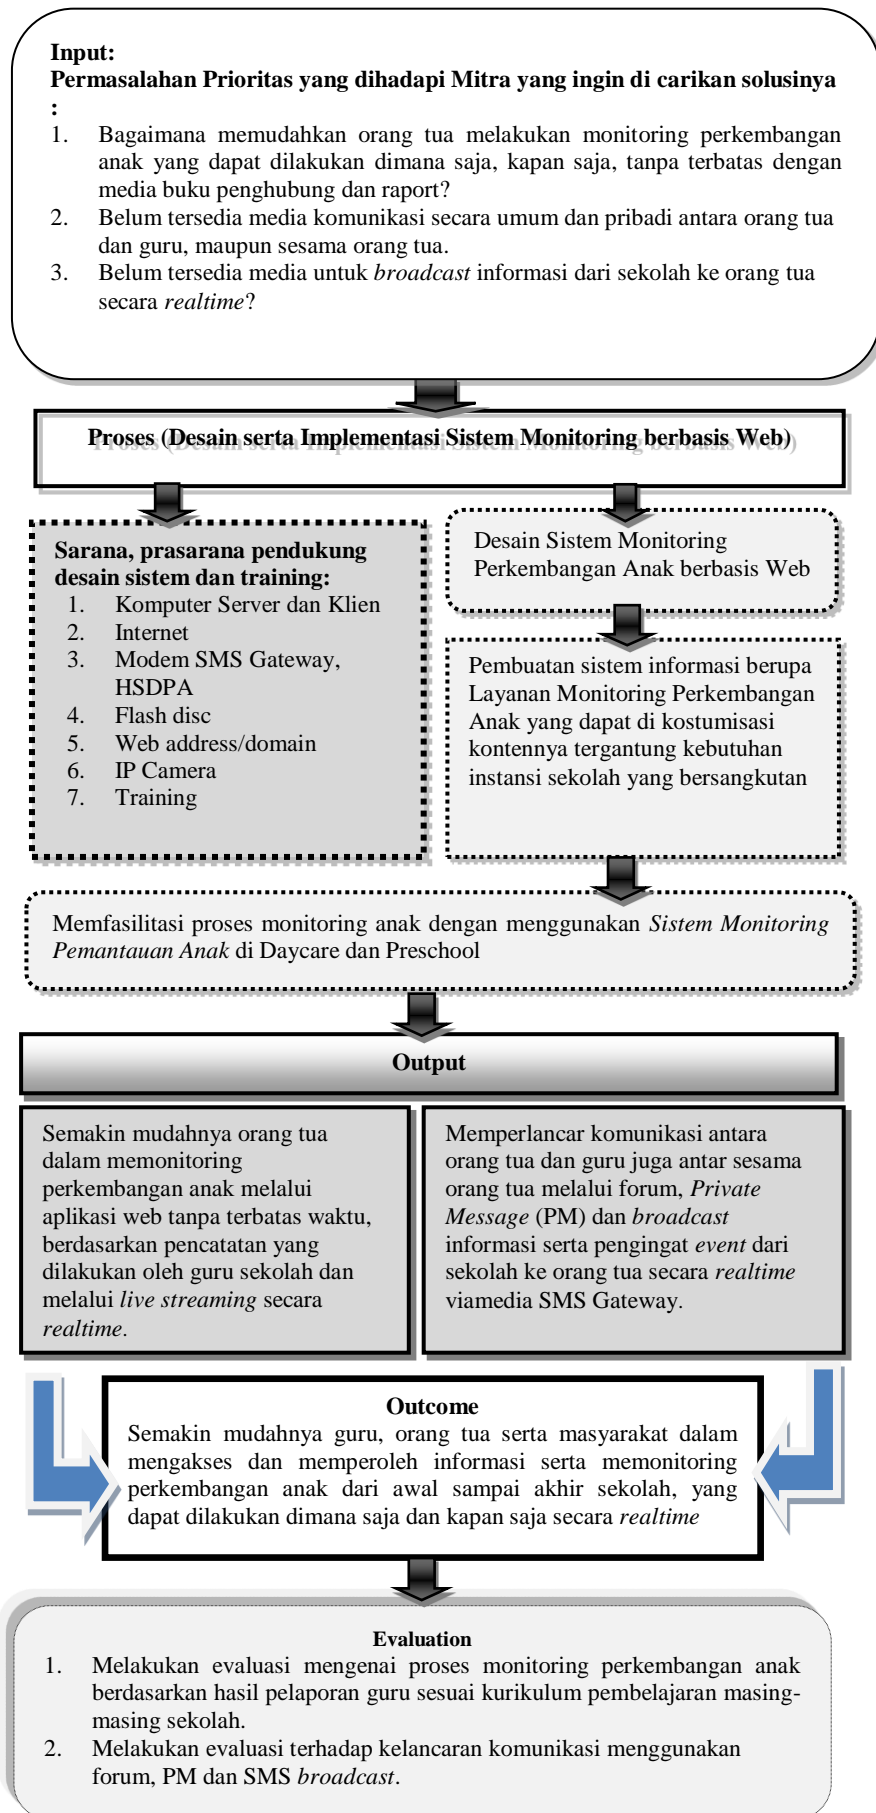 Input:
Permasalahan Prioritas yang dihadapi Mitra yang ingin di carikan solusinya
:
1. Bagaimana memudahkan orang tua melakukan monitoring perkembangan
anak yang dapat dilakukan dimana saja, kapan saja, tanpa terbatas dengan
media buku penghubung dan raport?
2. Belum tersedia media komunikasi secara umum dan pribadi antara orang tua
dan guru, maupun sesama orang tua.
3. Belum tersedia media untuk broadcast informasi dari sekolah ke orang tua
secara realtime?
Proses (Desain serta Implementasi Sistem Monitoring berbasis Web)
Sarana, prasarana pendukung
desain sistem dan training:
1. Komputer Server dan Klien
2. Internet
3. Modem SMS Gateway,
HSDPA
4. Flash disc
5. Web address/domain
6. IP Camera
7. Training
Desain Sistem Monitoring
Perkembangan Anak berbasis Web
Pembuatan sistem informasi berupa
Layanan Monitoring Perkembangan
Anak yang dapat di kostumisasi
kontennya tergantung kebutuhan
instansi sekolah yang bersangkutan
Memfasilitasi proses monitoring anak dengan menggunakan Sistem Monitoring
Pemantauan Anak di Daycare dan Preschool
Output
Semakin mudahnya orang tua
dalam memonitoring
perkembangan anak melalui
aplikasi web tanpa terbatas waktu,
berdasarkan pencatatan yang
dilakukan oleh guru sekolah dan
melalui live streaming secara
realtime.
Memperlancar komunikasi antara
orang tua dan guru juga antar sesama
orang tua melalui forum, Private
Message (PM) dan broadcast
informasi serta pengingat event dari
sekolah ke orang tua secara realtime
viamedia SMS Gateway.
Outcome
Semakin mudahnya guru, orang tua serta masyarakat dalam
mengakses dan memperoleh informasi serta memonitoring
perkembangan anak dari awal sampai akhir sekolah, yang
dapat dilakukan dimana saja dan kapan saja secara realtime
Evaluation
1. Melakukan evaluasi mengenai proses monitoring perkembangan anak
berdasarkan hasil pelaporan guru sesuai kurikulum pembelajaran masing-
masing sekolah.
2. Melakukan evaluasi terhadap kelancaran komunikasi menggunakan
forum, PM dan SMS broadcast.